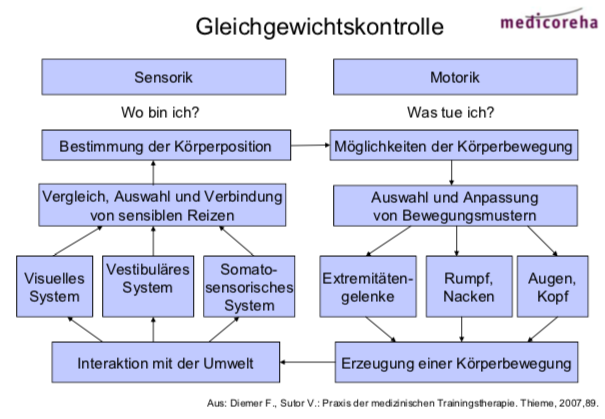 medicoreha
Gleichgewichtskontrolle
Sensorik
Motorik
Wo bin ich?
Was tue ich?
Bestimmung der Körperposition
Möglichkeiten der Körperbewegung
Vergleich, Auswahl und Verbindung
von sensiblen Reizen
Auswahl und Anpassung
von Bewegungsmustern
Visuelles
System
Vestibuläres
System
Somato-
sensorisches
System
Extremitäten-
gelenke
Rumpf,
Nacken
Augen,
Kopf
Interaktion mit der Umwelt
Erzeugung einer Körperbewegung
Aus: Diemer F., Sutor V.: Praxis der medizinischen Trainingstherapie. Thieme, 2007,89.